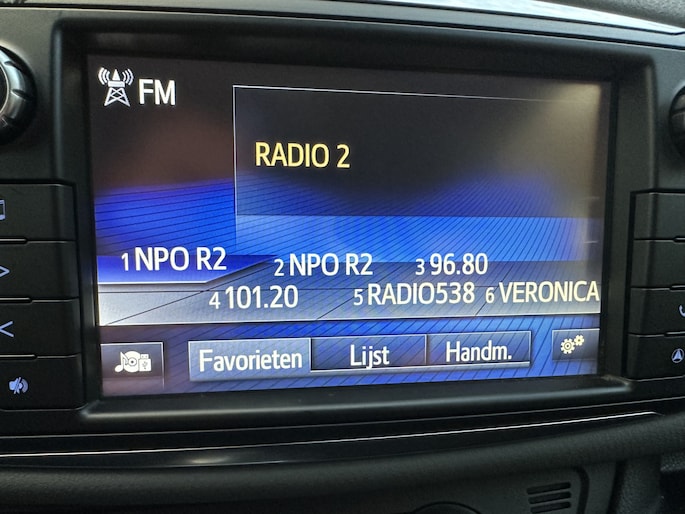 FM
RADIO 2
1 NPO R2 2 NPO R2 3 96.80
4 101.20 5 RADIO538 6 VERONICA
Favorieten Lijst Handm.